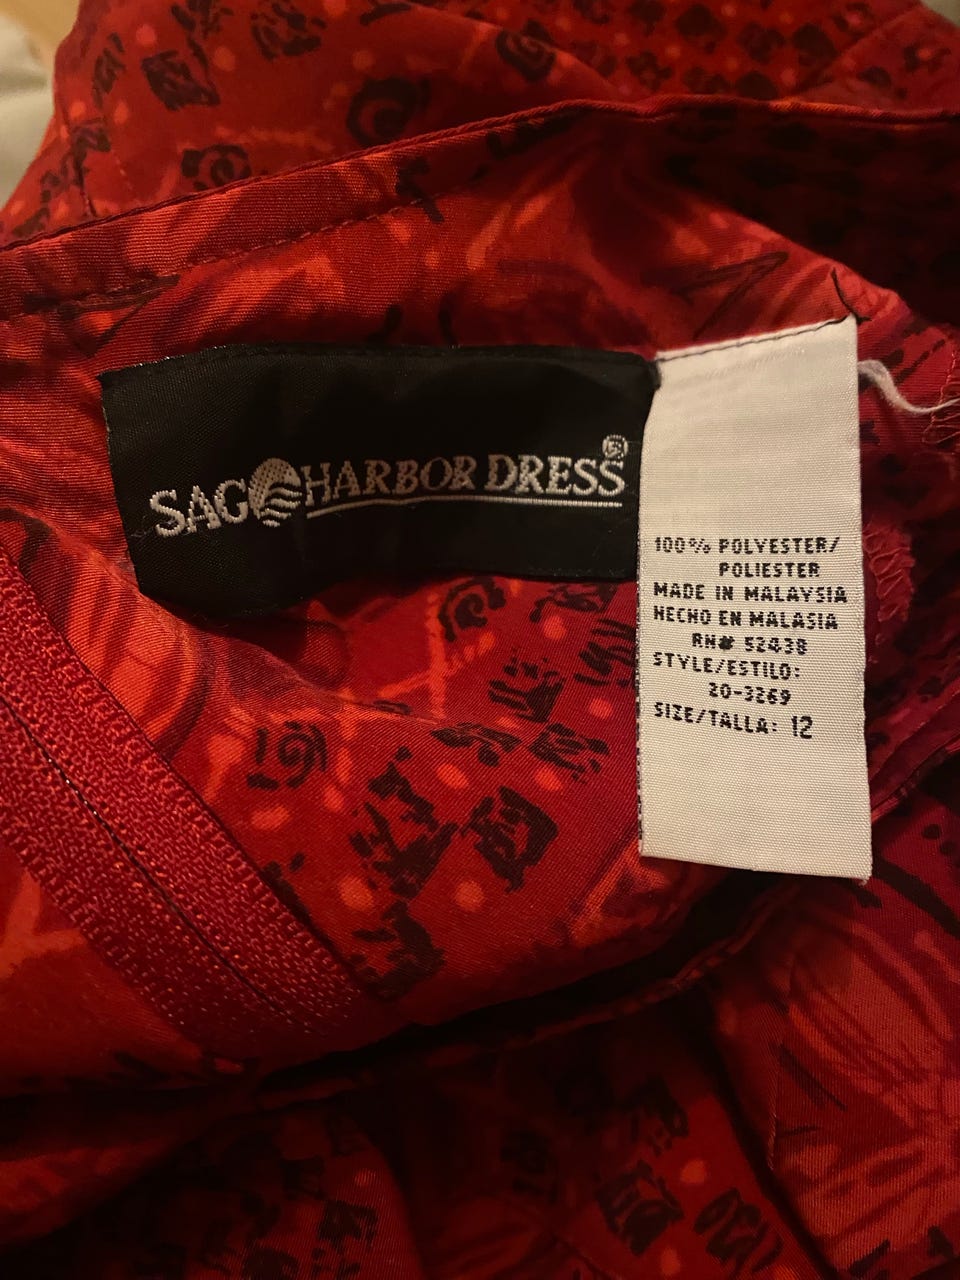 SAG HARBOR DRESS®
100% POLYESTER/
POLIESTER
MADE IN MALAYSIA
HECHO EN MALASIA
RN# 52438
STYLE/ESTILO:
20-3269
SIZE/TALLA: 12